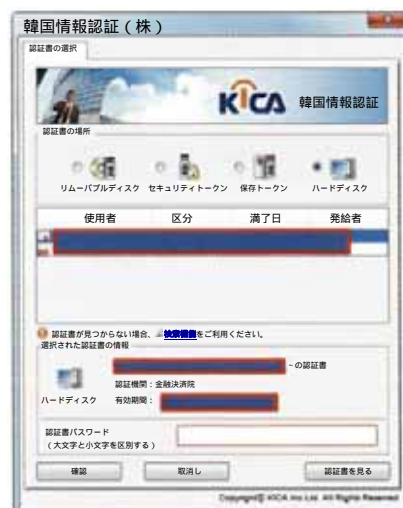 韓国情報認証（株）
認証書の選択
KICA 韓国情報認証
認証書の場所
リムーバブルディスク セキュリティトークン 保存トークン ハードディスク
使用者 区分 満了日 発給者
認証書が見つからない場合、をご利用ください。
選択された認証書の情報
~の認証書
認証機関：金融決済院
ハードディスク 有効期間：
認証書パスワード
（大文字と小文字を区別する）
確認 取消し 認証書を見る
Copyright© KICA Inc Ltd. All Rights Reserved